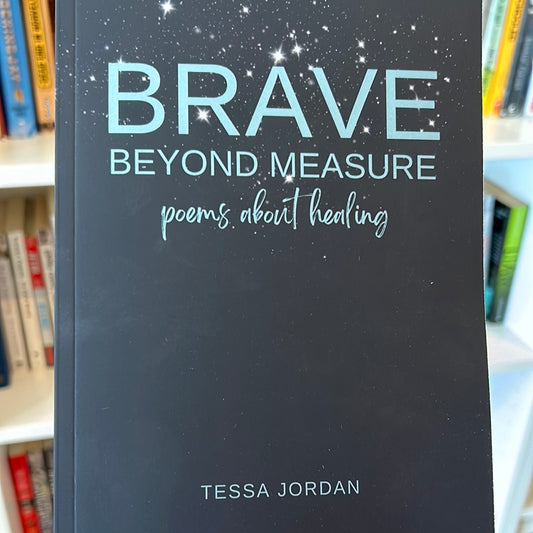 BRAVE
BEYOND MEASURE
poems about healing
TESSA JORDAN